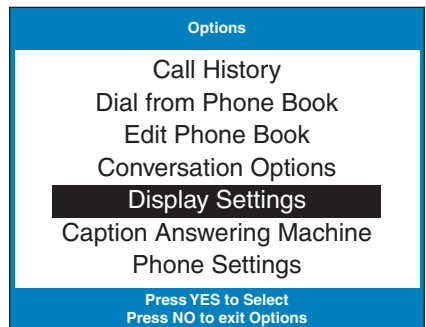 Options
Call History
Dial from Phone Book
Edit Phone Book
Conversation Options
Display Settings
Caption Answering Machine
Phone Settings
Press YES to Select
Press NO to exit Options